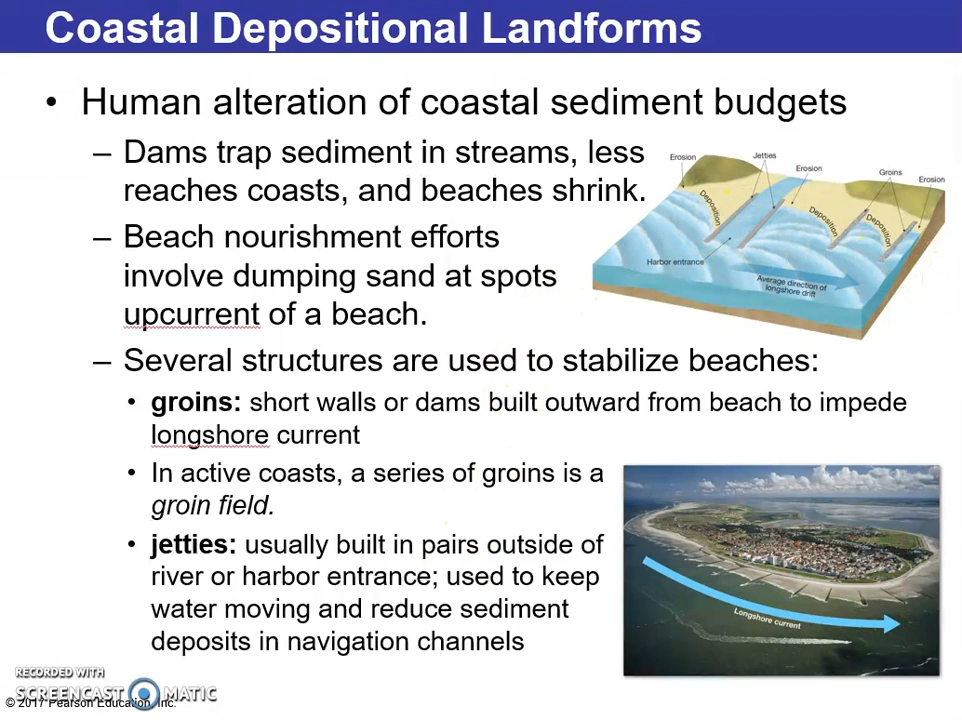 Coastal Depositional Landforms
• Human alteration of coastal sediment budgets
– Dams trap sediment in streams, less
reaches coasts, and beaches shrink.
– Beach nourishment efforts
involve dumping sand at spots
upcurrent of a beach.
– Several structures are used to stabilize beaches:
• groins: short walls or dams built outward from beach to impede
longshore current
• In active coasts, a series of groins is a
groin field.
• jetties: usually built in pairs outside of
river or harbor entrance; used to keep
water moving and reduce sediment
deposits in navigation channels
Erosion
Jetties
Erosion
Groins
Erosion
Deposition
Deposition
Deposition
Harbor entrance
Average direction of
longshore drift
Longshore current
RECORDED WITH
SCREENCAST MATIC
© 2017 Pearson Education, Inc.